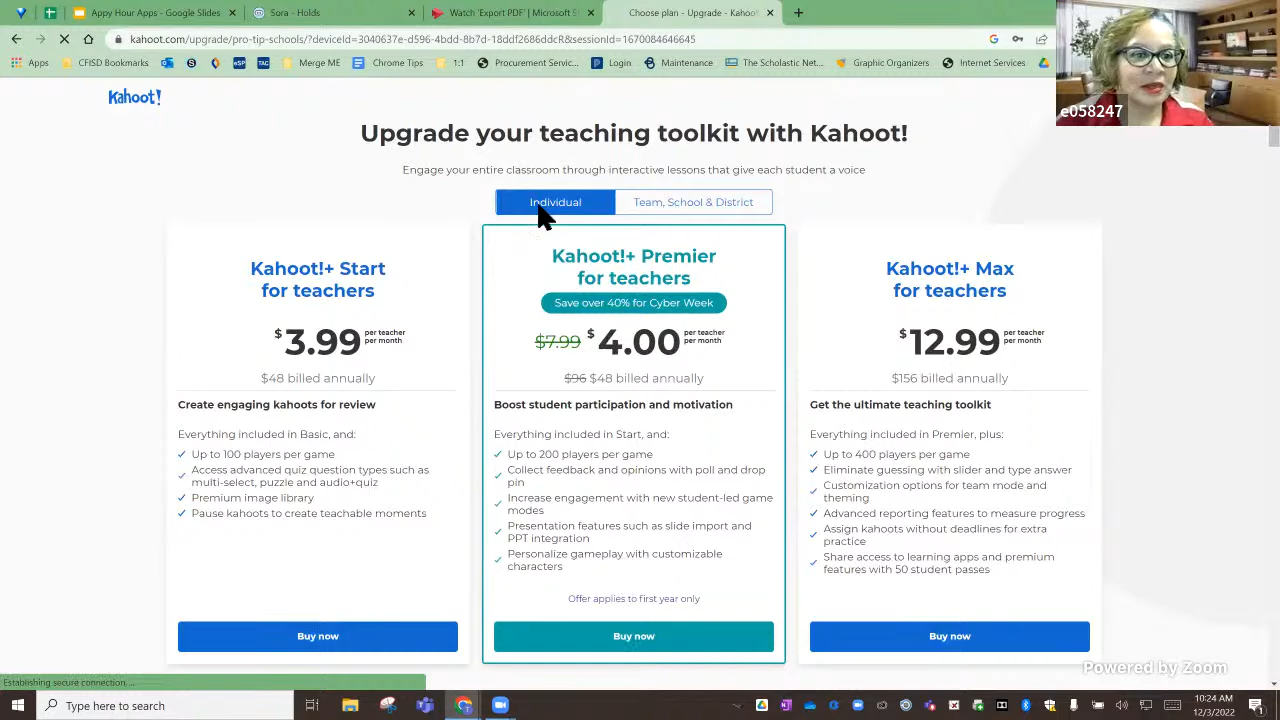 Google Slides
Sora - Home
Watch 'Export PDF' | Microsoft S
Choose plan - Upgrade - Kahoo
kahoot.com/upgrade/pro-tip-schcR/?deviceId=3040637e-d596-4bdd-8b7d-18ddf2686ddcR&sessionId=1670084646645
Apps CFISD Bookmarks Merge ME Chrome Tips 1:1 Procurement Servic... Login Maintenance The Scholastic Net... Graphic Organizers Internet Services
e058247
Kahoot!
Upgrade your teaching toolkit with Kahoot!
Engage your entire classroom through interactive lessons that give each student a voice
Individual
Team, School & District
Kahoot!+ Start
for teachers
$3.99 per teacher
per month
$48 billed annually
Create engaging kahoots for review
Everything included in Basic, and:
Up to 100 players per game
Access advanced quiz question types such as
multi-select, puzzle and audio+quiz
Premium image library
Pause kahoots to create teachable moments
Buy now
Kahoot!+ Premier
for teachers
Save over 40% for Cyber Week
$7.99 $4.00 per teacher
per month
$96 $48 billed annually
Boost student participation and motivation
Everything included in Start, and:
Up to 200 players per game
Collect feedback and opinions with poll and drop
pin
Increase engagement with new student-led game
modes
Presentation features such as slide import and
PPT integration
Personalize gameplay with customizable
characters
Offer applies to first year only
Buy now
Kahoot!+ Max
for teachers
$12.99 per teacher
per month
$156 billed annually
Get the ultimate teaching toolkit
Everything included in Premier, plus:
Up to 400 players per game
Eliminate guessing with slider and type answer
Customization options for team mode and
theming
Advanced reporting features to measure progress
Assign kahoots without deadlines for extra
practice
Share access to learning apps and premium
features with 50 student passes
Buy now
Powered by Zoom
Establishing secure connection...
Type here to search
10:24 AM
12/3/2022